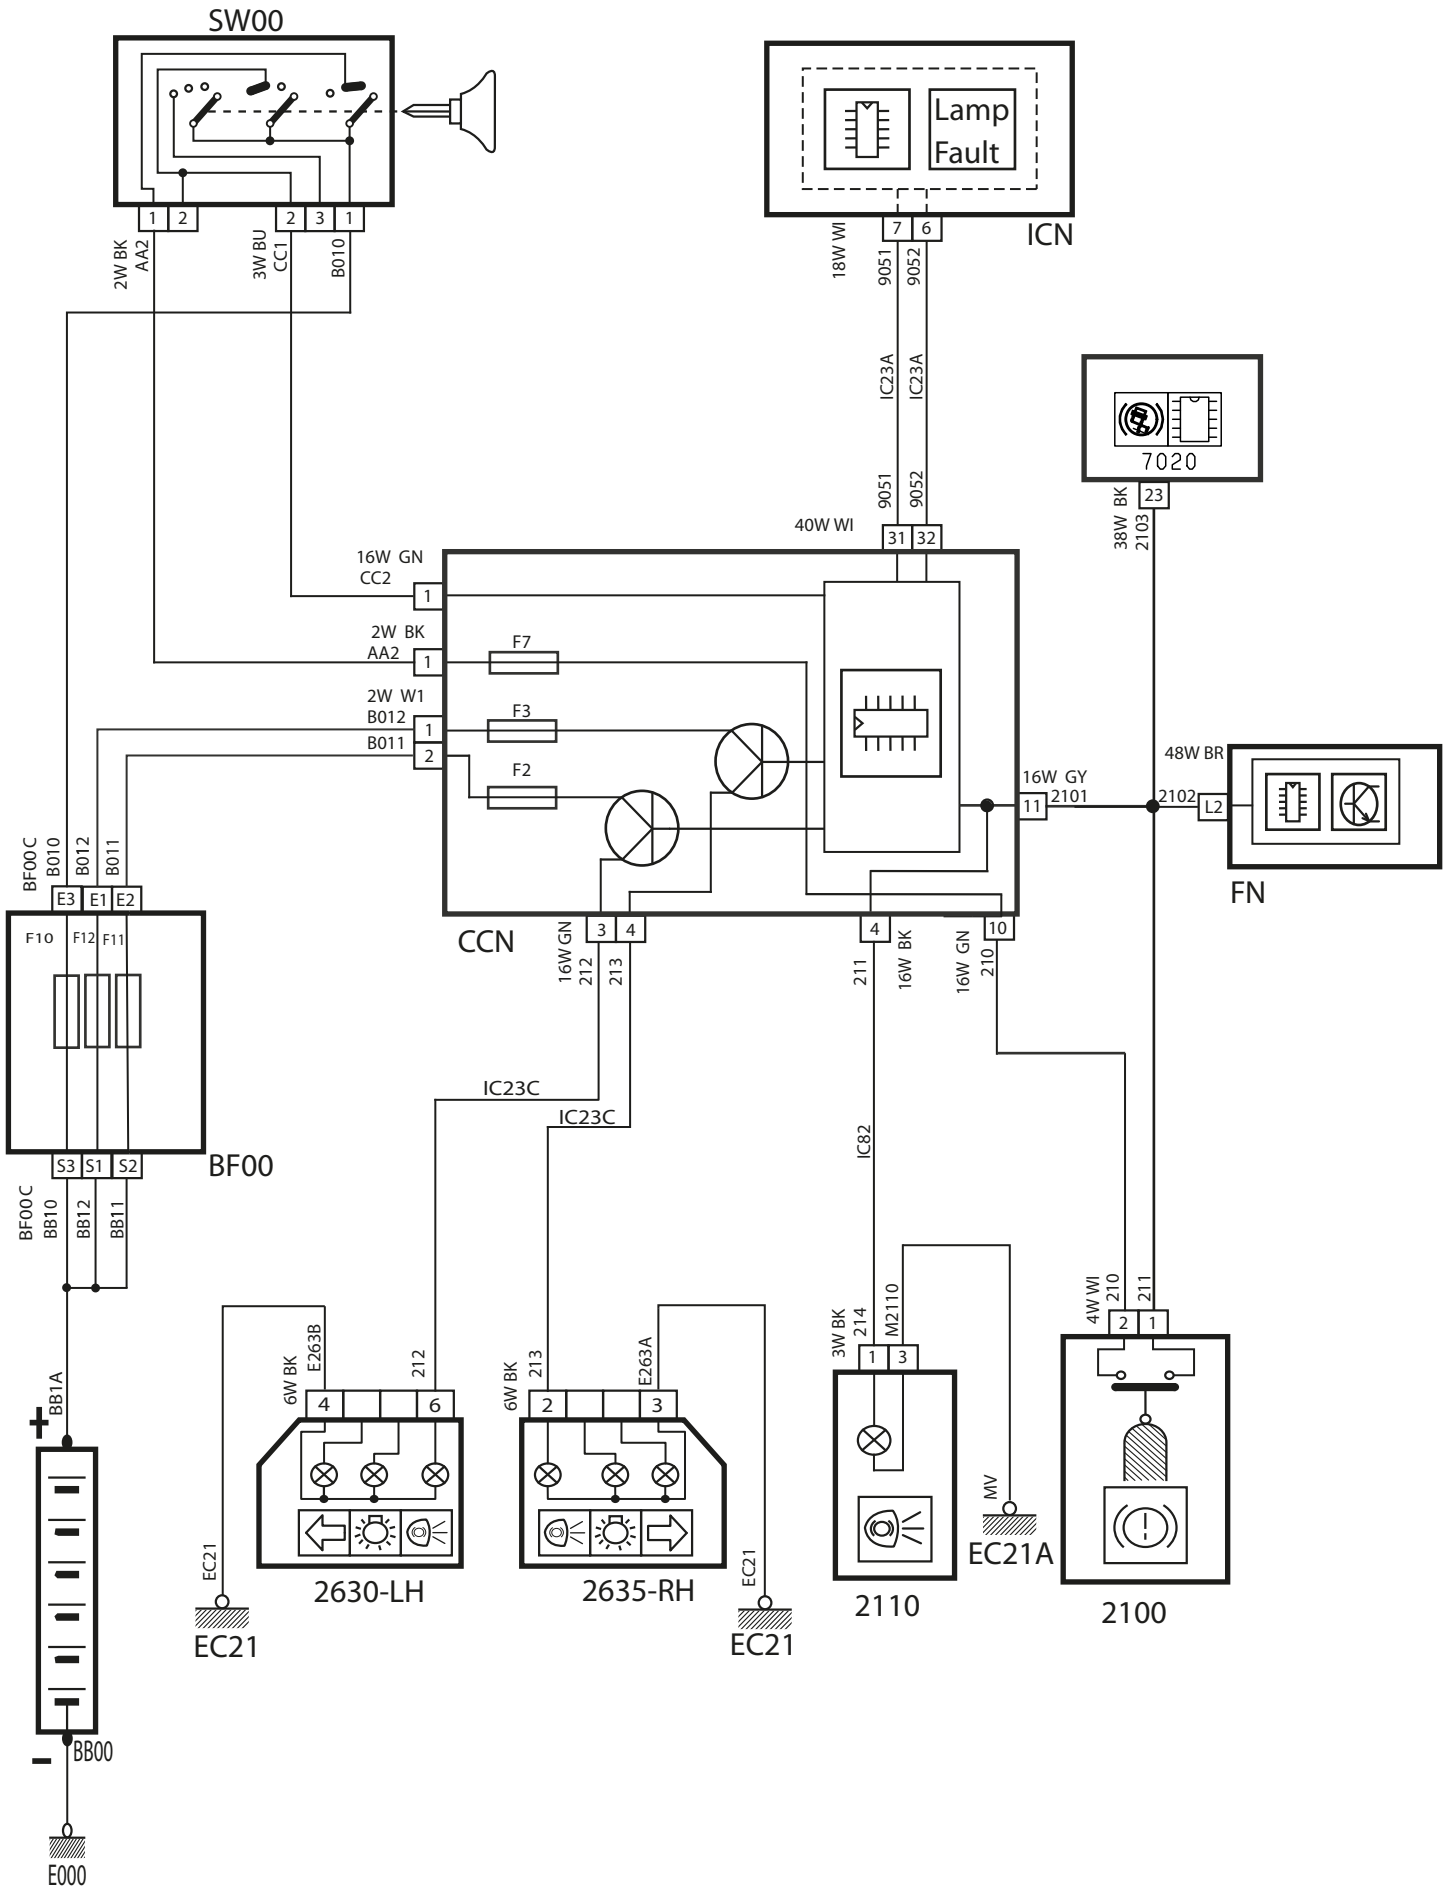 SW00
1
2
2
3
1
2W BK
AA2
3W BU
CC1
B010
Lamp
Fault
ICN
7
6
18W WI
9051
9052
IC23A
IC23A
9051
9052
40W WI
31
32
7020
23
38W BK
2103
16W GN
CC2
1
2W BK
AA2
1
F7
2W W1
B012
1
F3
B011
2
F2
16W GY
11
2101
2102
48W BR
L2
FN
CCN
3
4
16W GN
212
213
4
211
16W BK
10
16W GN
210
BF00 C
B010
B012
B011
E3
E1
E2
F10
F12
F11
S3
S1
S2
BF00
BF00 C
BB10
BB12
BB11
IC23C
IC23C
IC82
BB1A
+
-
BB00
E000
6W BK
E263B
212
4
6
EC21
EC21
2630-LH
6W BK
213
E263A
2
3
EC21
EC21
2635-RH
3W BK
214
M2110
1
3
2110
MV
EC21A
4W WI
210
211
2
1
2100